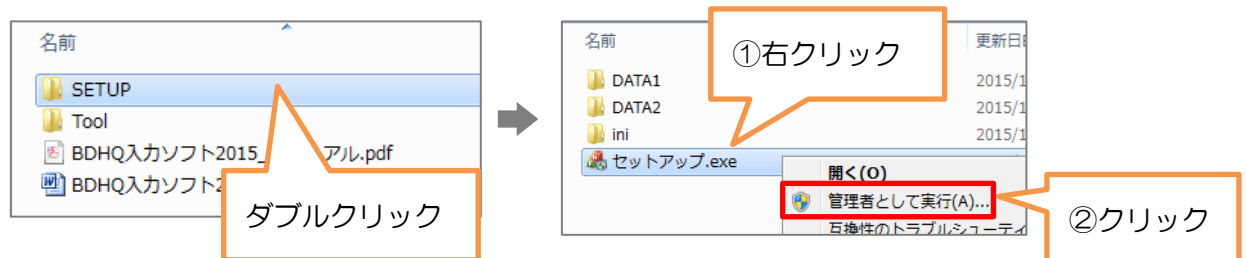 名前
SETUP
Tool
BDHQ入力ソフト2015_ アル.pdf
BDHQ入力ソフト2
ダブルクリック
名前
更新日
①右クリック
DATA1
2015/1
DATA2
2015/1
ini
2015/1
セットアップ.exe
開く(O)
管理者として実行(A)...
互換性のトラブルシューティ
②クリック